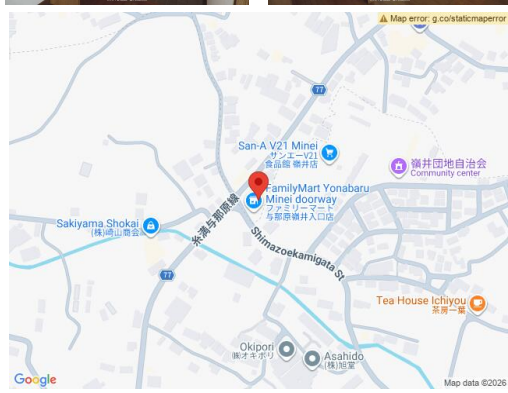 Map error: g.co/staticmaperror
77
San-A V21 Minei
サンエーV21
食品館 嶺井店
嶺井団地自治会
Community center
FamilyMart Yonabaru
Minei doorway
ファミリーマート
与那原嶺井入口店
糸満与那原線
Sakiyama Shokai
(株)崎山商会
Shimazoekamigata St
77
Tea House Ichiyou
茶房一葉
Okipori
㈱オキポリ
Asahido
(株)旭堂
Google
Map data ©2026